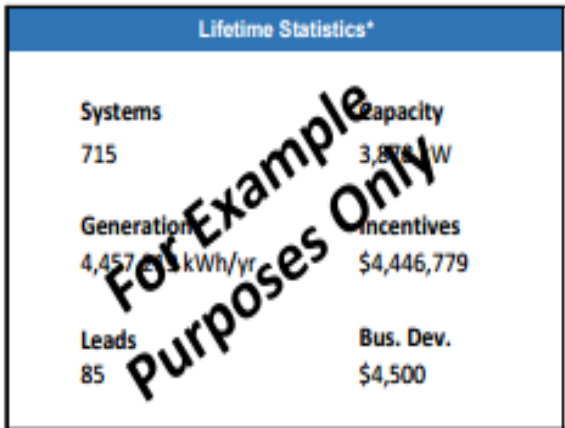 Lifetime Statistics*
Systems
Capacity
715
Generation
Incentives
kWh/yr
$4,446,779
Leads
Bus. Dev.
85
$4,500
For Example
Purposes Only